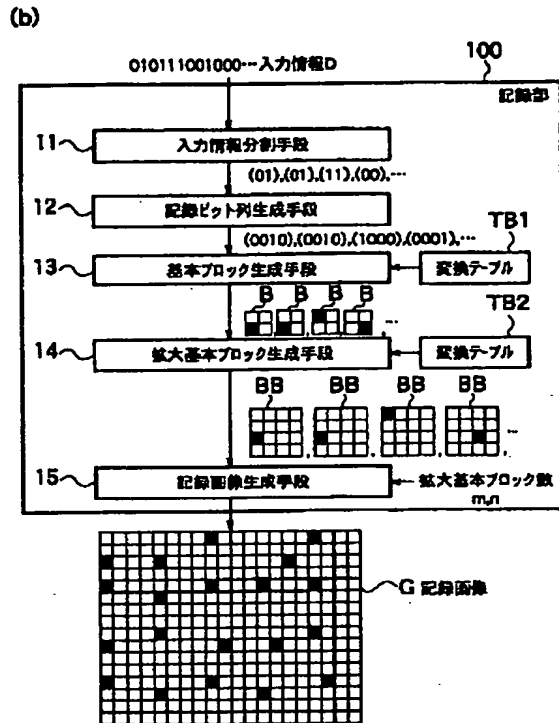 (b)
010111001000…入力情報D
100
記録部
11
入力情報分割手段
(01),(01),(11),(00),…
12
記録ビット列生成手段
(0010),(0010),(1000),(0001),…
TB1
13
基本ブロック生成手段
変換テーブル
B B B B
…
TB2
14
拡大基本ブロック生成手段
変換テーブル
BB BB BB BB
, , , , …
15
記録画像生成手段
拡大基本ブロック数
m,n
G 記録画像